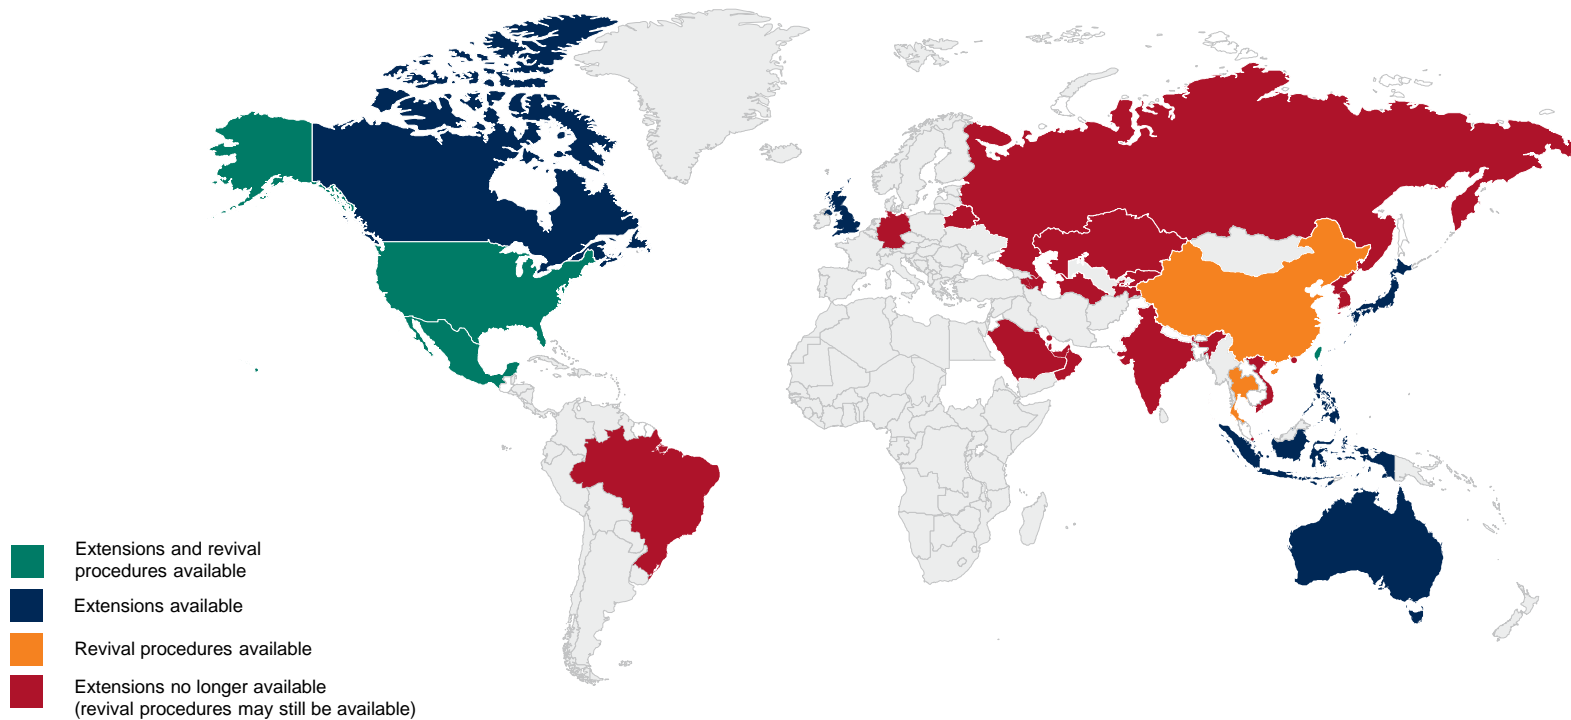 Extensions and revival
procedures available
Extensions available
Revival procedures available
Extensions no longer available
(revival procedures may still be available)